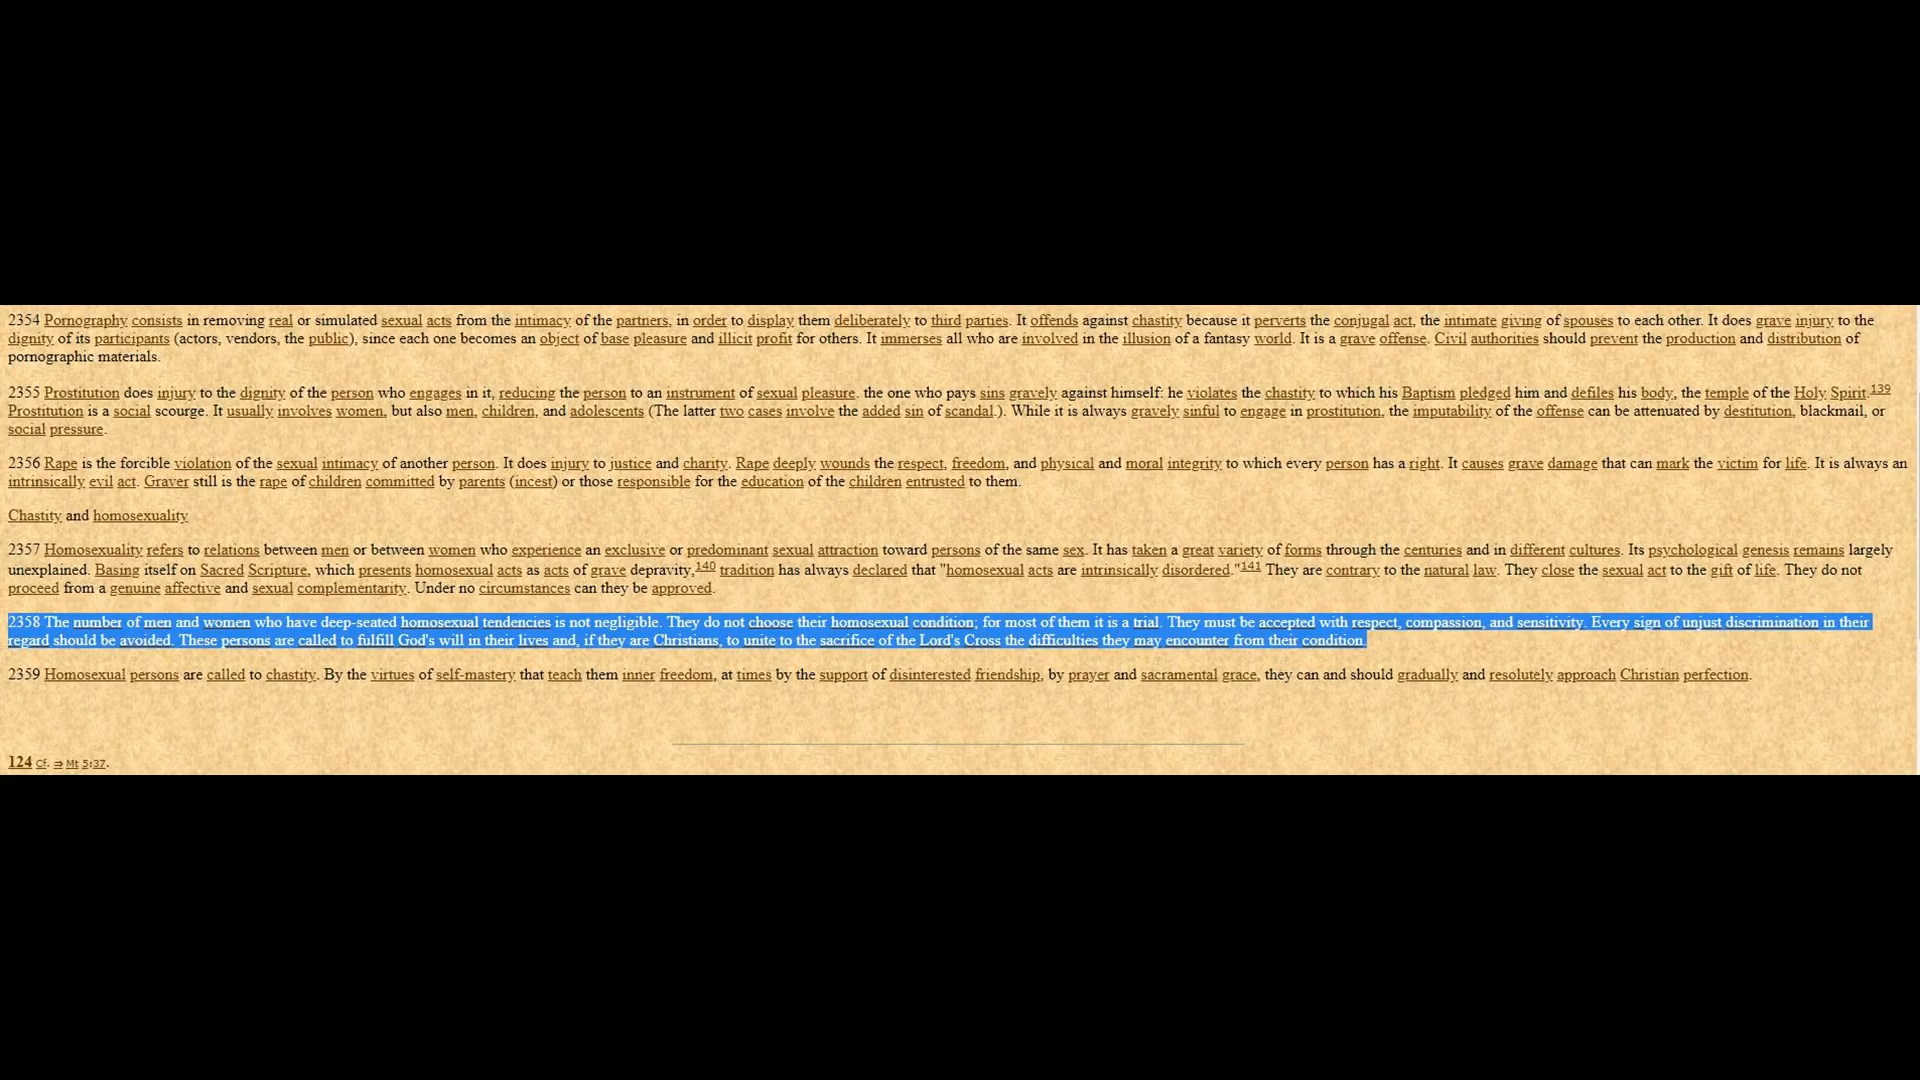 2354 Pornography consists in removing real or simulated sexual acts from the intimacy of the partners, in order to display them deliberately to third parties. It offends against chastity because it perverts the conjugal act, the intimate giving of spouses to each other. It does grave injury to the
dignity of its participants (actors, vendors, the public), since each one becomes an object of base pleasure and illicit profit for others. It immerses all who are involved in the illusion of a fantasy world. It is a grave offense. Civil authorities should prevent the production and distribution of
pornographic materials.
2355 Prostitution does injury to the dignity of the person who engages in it, reducing the person to an instrument of sexual pleasure. the one who pays sins gravely against himself: he violates the chastity to which his Baptism pledged him and defiles his body, the temple of the Holy Spirit.139
Prostitution is a social scourge. It usually involves women, but also men, children, and adolescents (The latter two cases involve the added sin of scandal.). While it is always gravely sinful to engage in prostitution, the imputability of the offense can be attenuated by destitution, blackmail, or
social pressure.
2356 Rape is the forcible violation of the sexual intimacy of another person. It does injury to justice and charity. Rape deeply wounds the respect, freedom, and physical and moral integrity to which every person has a right. It causes grave damage that can mark the victim for life. It is always an
intrinsically evil act. Graver still is the rape of children committed by parents (incest) or those responsible for the education of the children entrusted to them.
Chastity and homosexuality
2357 Homosexuality refers to relations between men or between women who experience an exclusive or predominant sexual attraction toward persons of the same sex. It has taken a great variety of forms through the centuries and in different cultures. Its psychological genesis remains largely
unexplained. Basing itself on Sacred Scripture, which presents homosexual acts as acts of grave depravity,140 tradition has always declared that "homosexual acts are intrinsically disordered."141 They are contrary to the natural law. They close the sexual act to the gift of life. They do not
proceed from a genuine affective and sexual complementarity. Under no circumstances can they be approved.
2358 The number of men and women who have deep-seated homosexual tendencies is not negligible. They do not choose their homosexual condition; for most of them it is a trial. They must be accepted with respect, compassion, and sensitivity. Every sign of unjust discrimination in their
regard should be avoided. These persons are called to fulfill God's will in their lives and, if they are Christians, to unite to the sacrifice of the Lord's Cross the difficulties they may encounter from their condition.
2359 Homosexual persons are called to chastity. By the virtues of self-mastery that teach them inner freedom, at times by the support of disinterested friendship, by prayer and sacramental grace, they can and should gradually and resolutely approach Christian perfection.
124 Cf. ⇒ Mt 5:37.